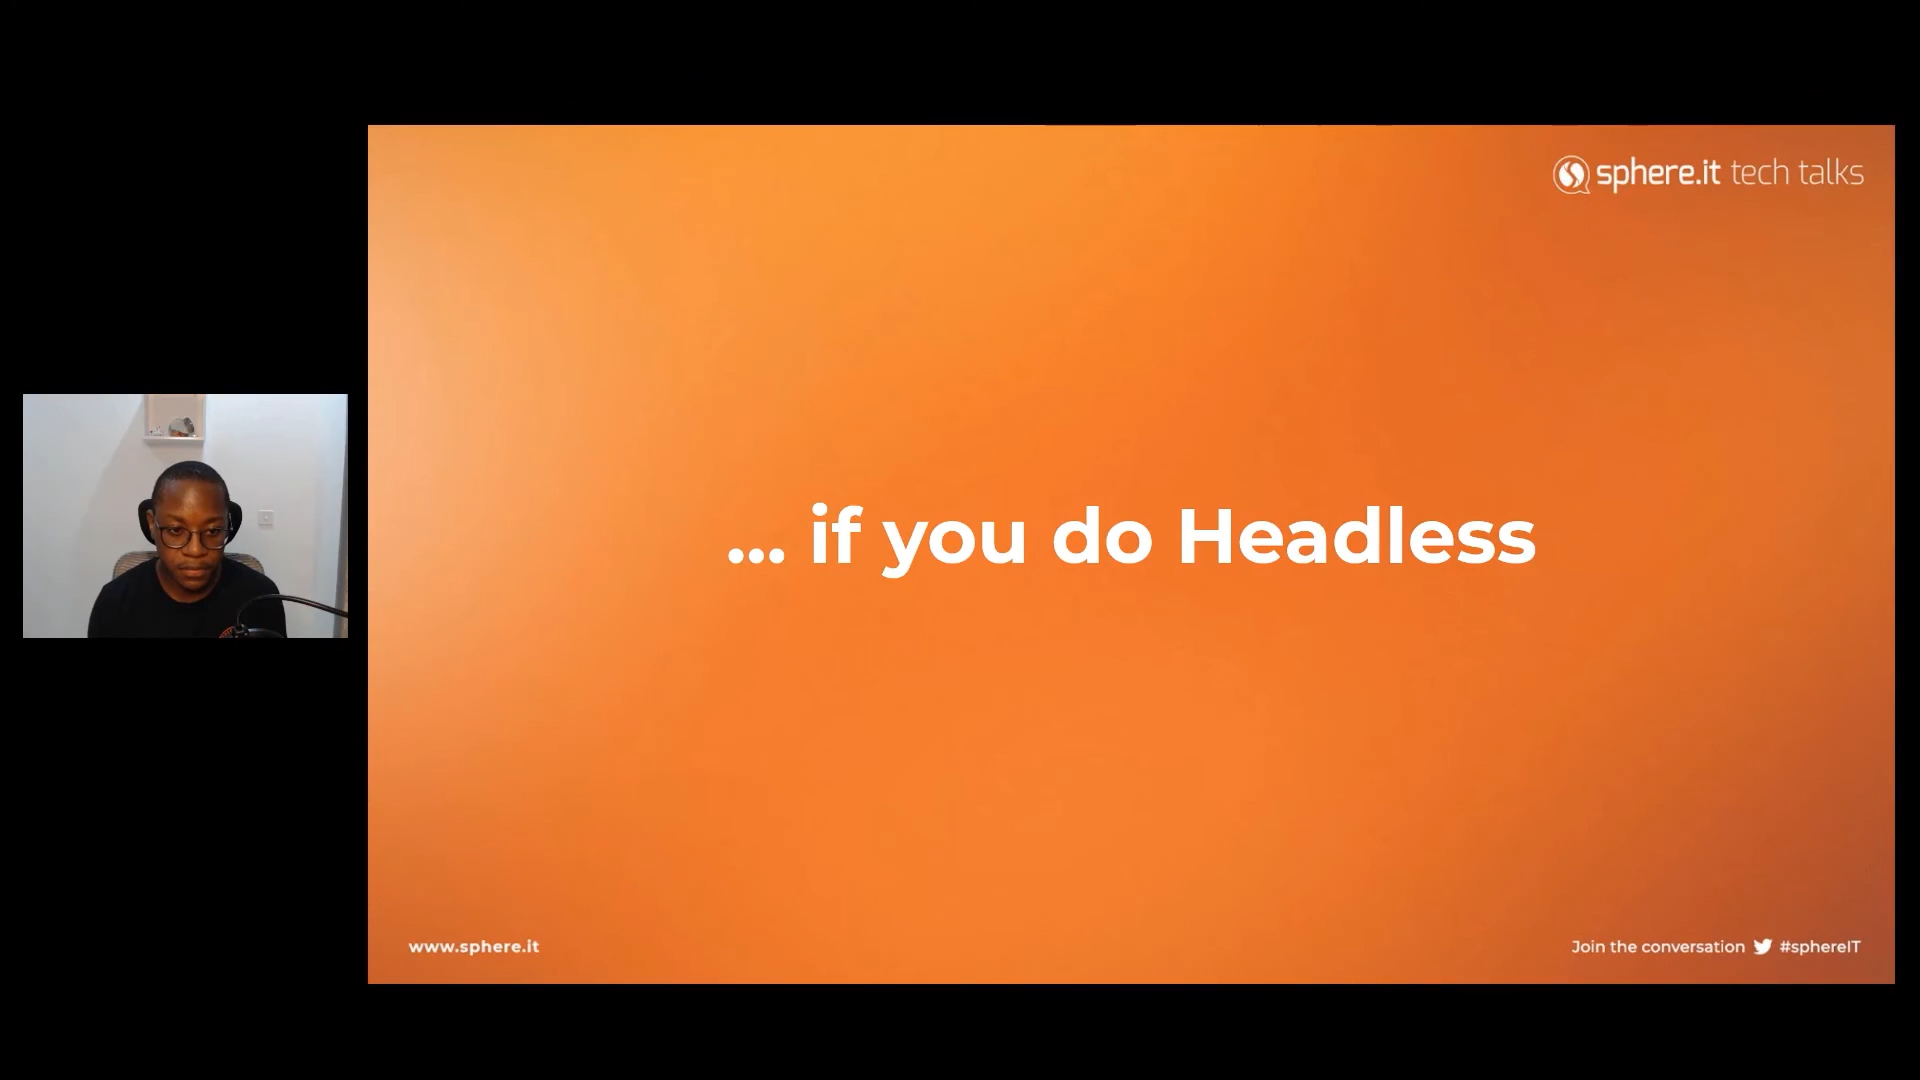 sphere.it tech talks
... if you do Headless
www.sphere.it
Join the conversation #sphereIT